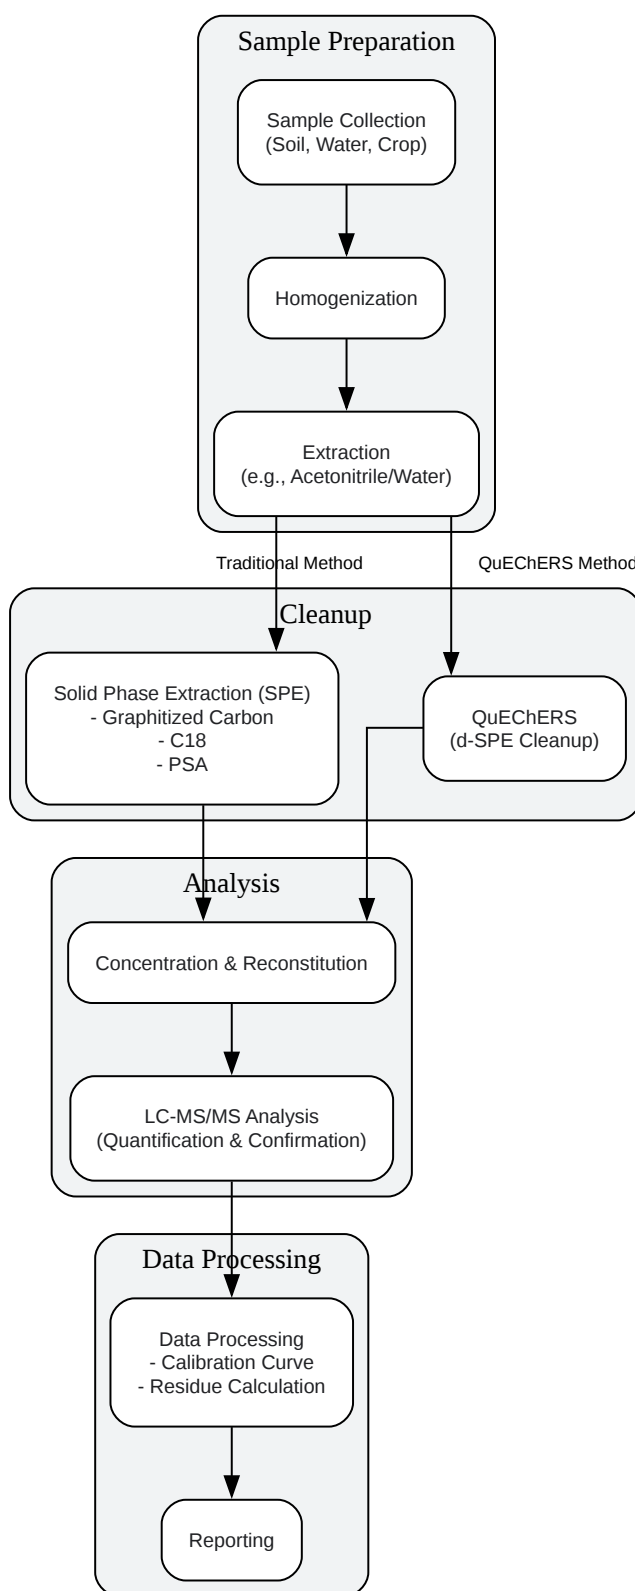 Sample Preparation
Sample Collection
(Soil, Water, Crop)
Homogenization
Extraction
(e.g., Acetonitrile/Water)
Traditional Method
QuEChERS Method
Cleanup
Solid Phase Extraction (SPE)
- Graphitized Carbon
- C18
- PSA
QuEChERS
(d-SPE Cleanup)
Analysis
Concentration & Reconstitution
LC-MS/MS Analysis
(Quantification & Confirmation)
Data Processing
Data Processing
- Calibration Curve
- Residue Calculation
Reporting